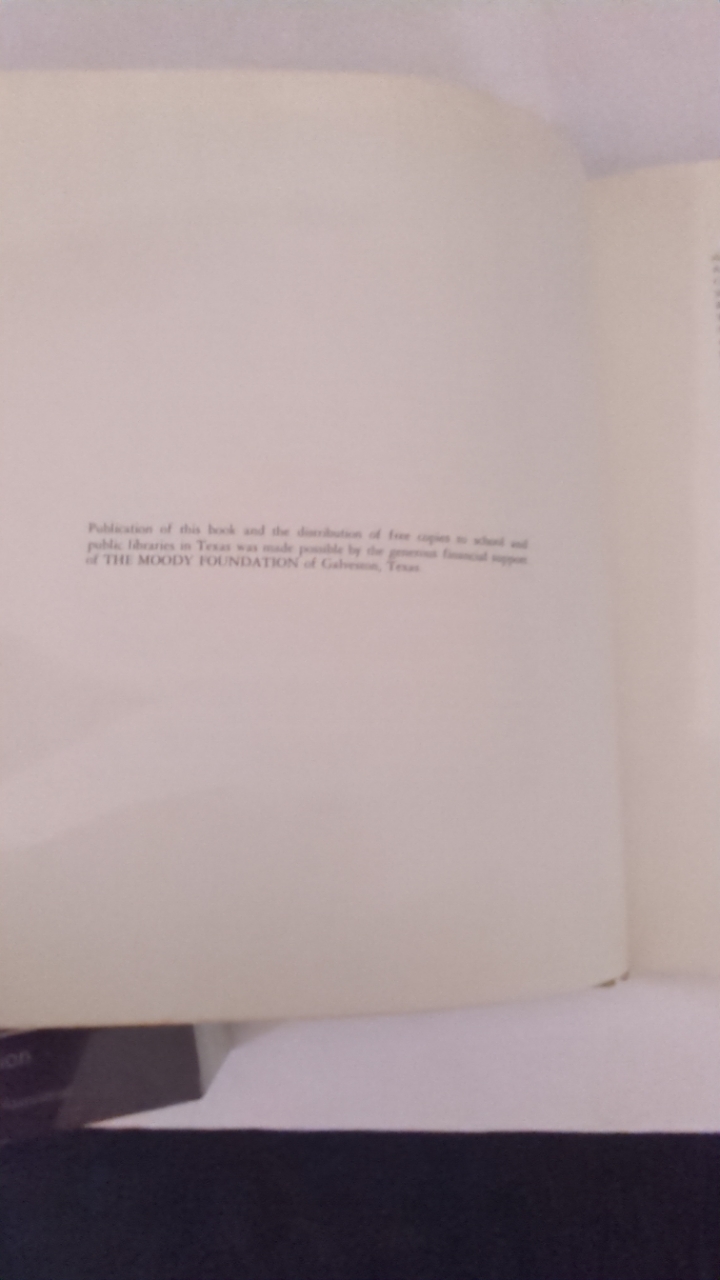 Publication of this book and the distribution of free copies to school and
public libraries in Texas was made possible by the generous financial support
of THE MOODY FOUNDATION of Galveston, Texas.